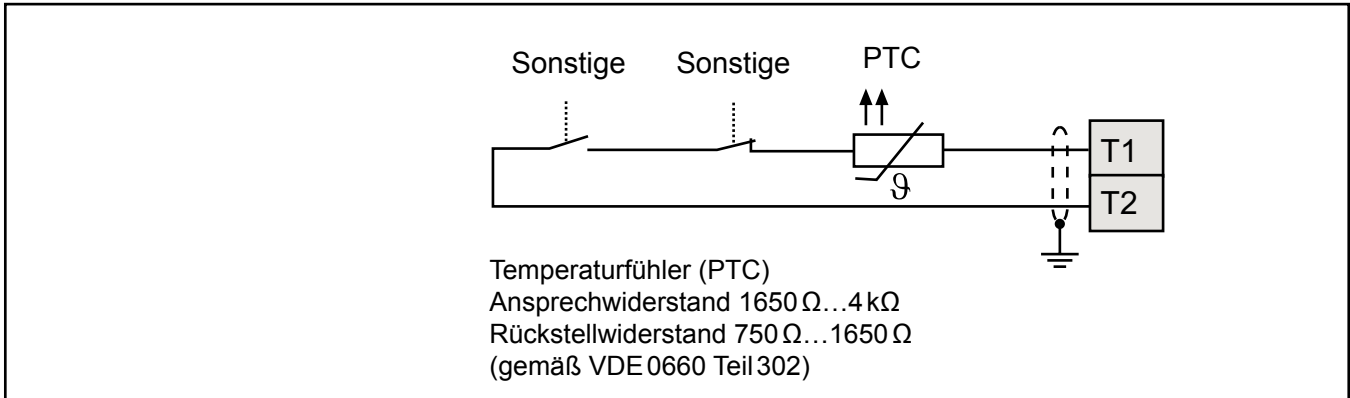 Sonstige Sonstige PTC
T1
ϑ
T2
Temperaturfühler (PTC)
Ansprechwiderstand 1650 Ω…4 kΩ
Rückstellwiderstand 750 Ω…1650 Ω
(gemäß VDE 0660 Teil 302)